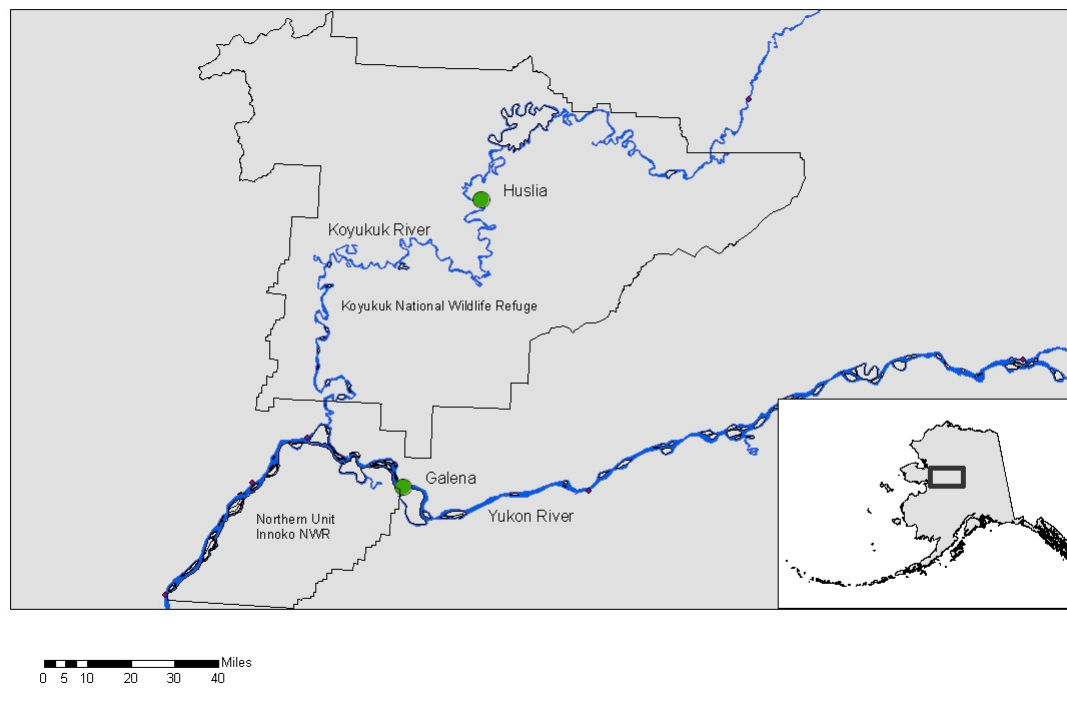 Huslia
Koyukuk River
Koyukuk National Wildlife Refuge
Galena
Yukon River
Northern Unit
Innoko NWR
Miles
0 5 10 20 30 40